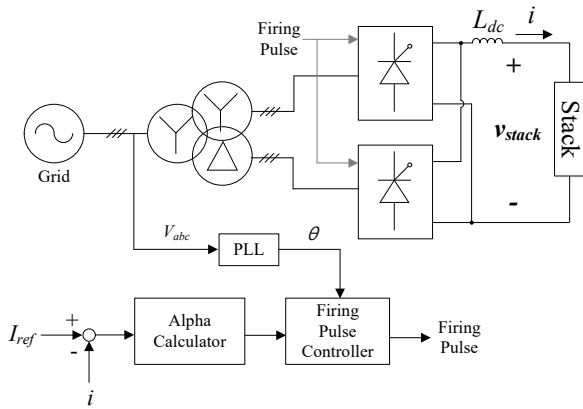 Firing
Pulse
L_dc
i
+
v_stack
-
Stack
Grid
V_abc
PLL
θ
I_ref
+
-
i
Alpha
Calculator
Firing
Pulse
Controller
Firing
Pulse